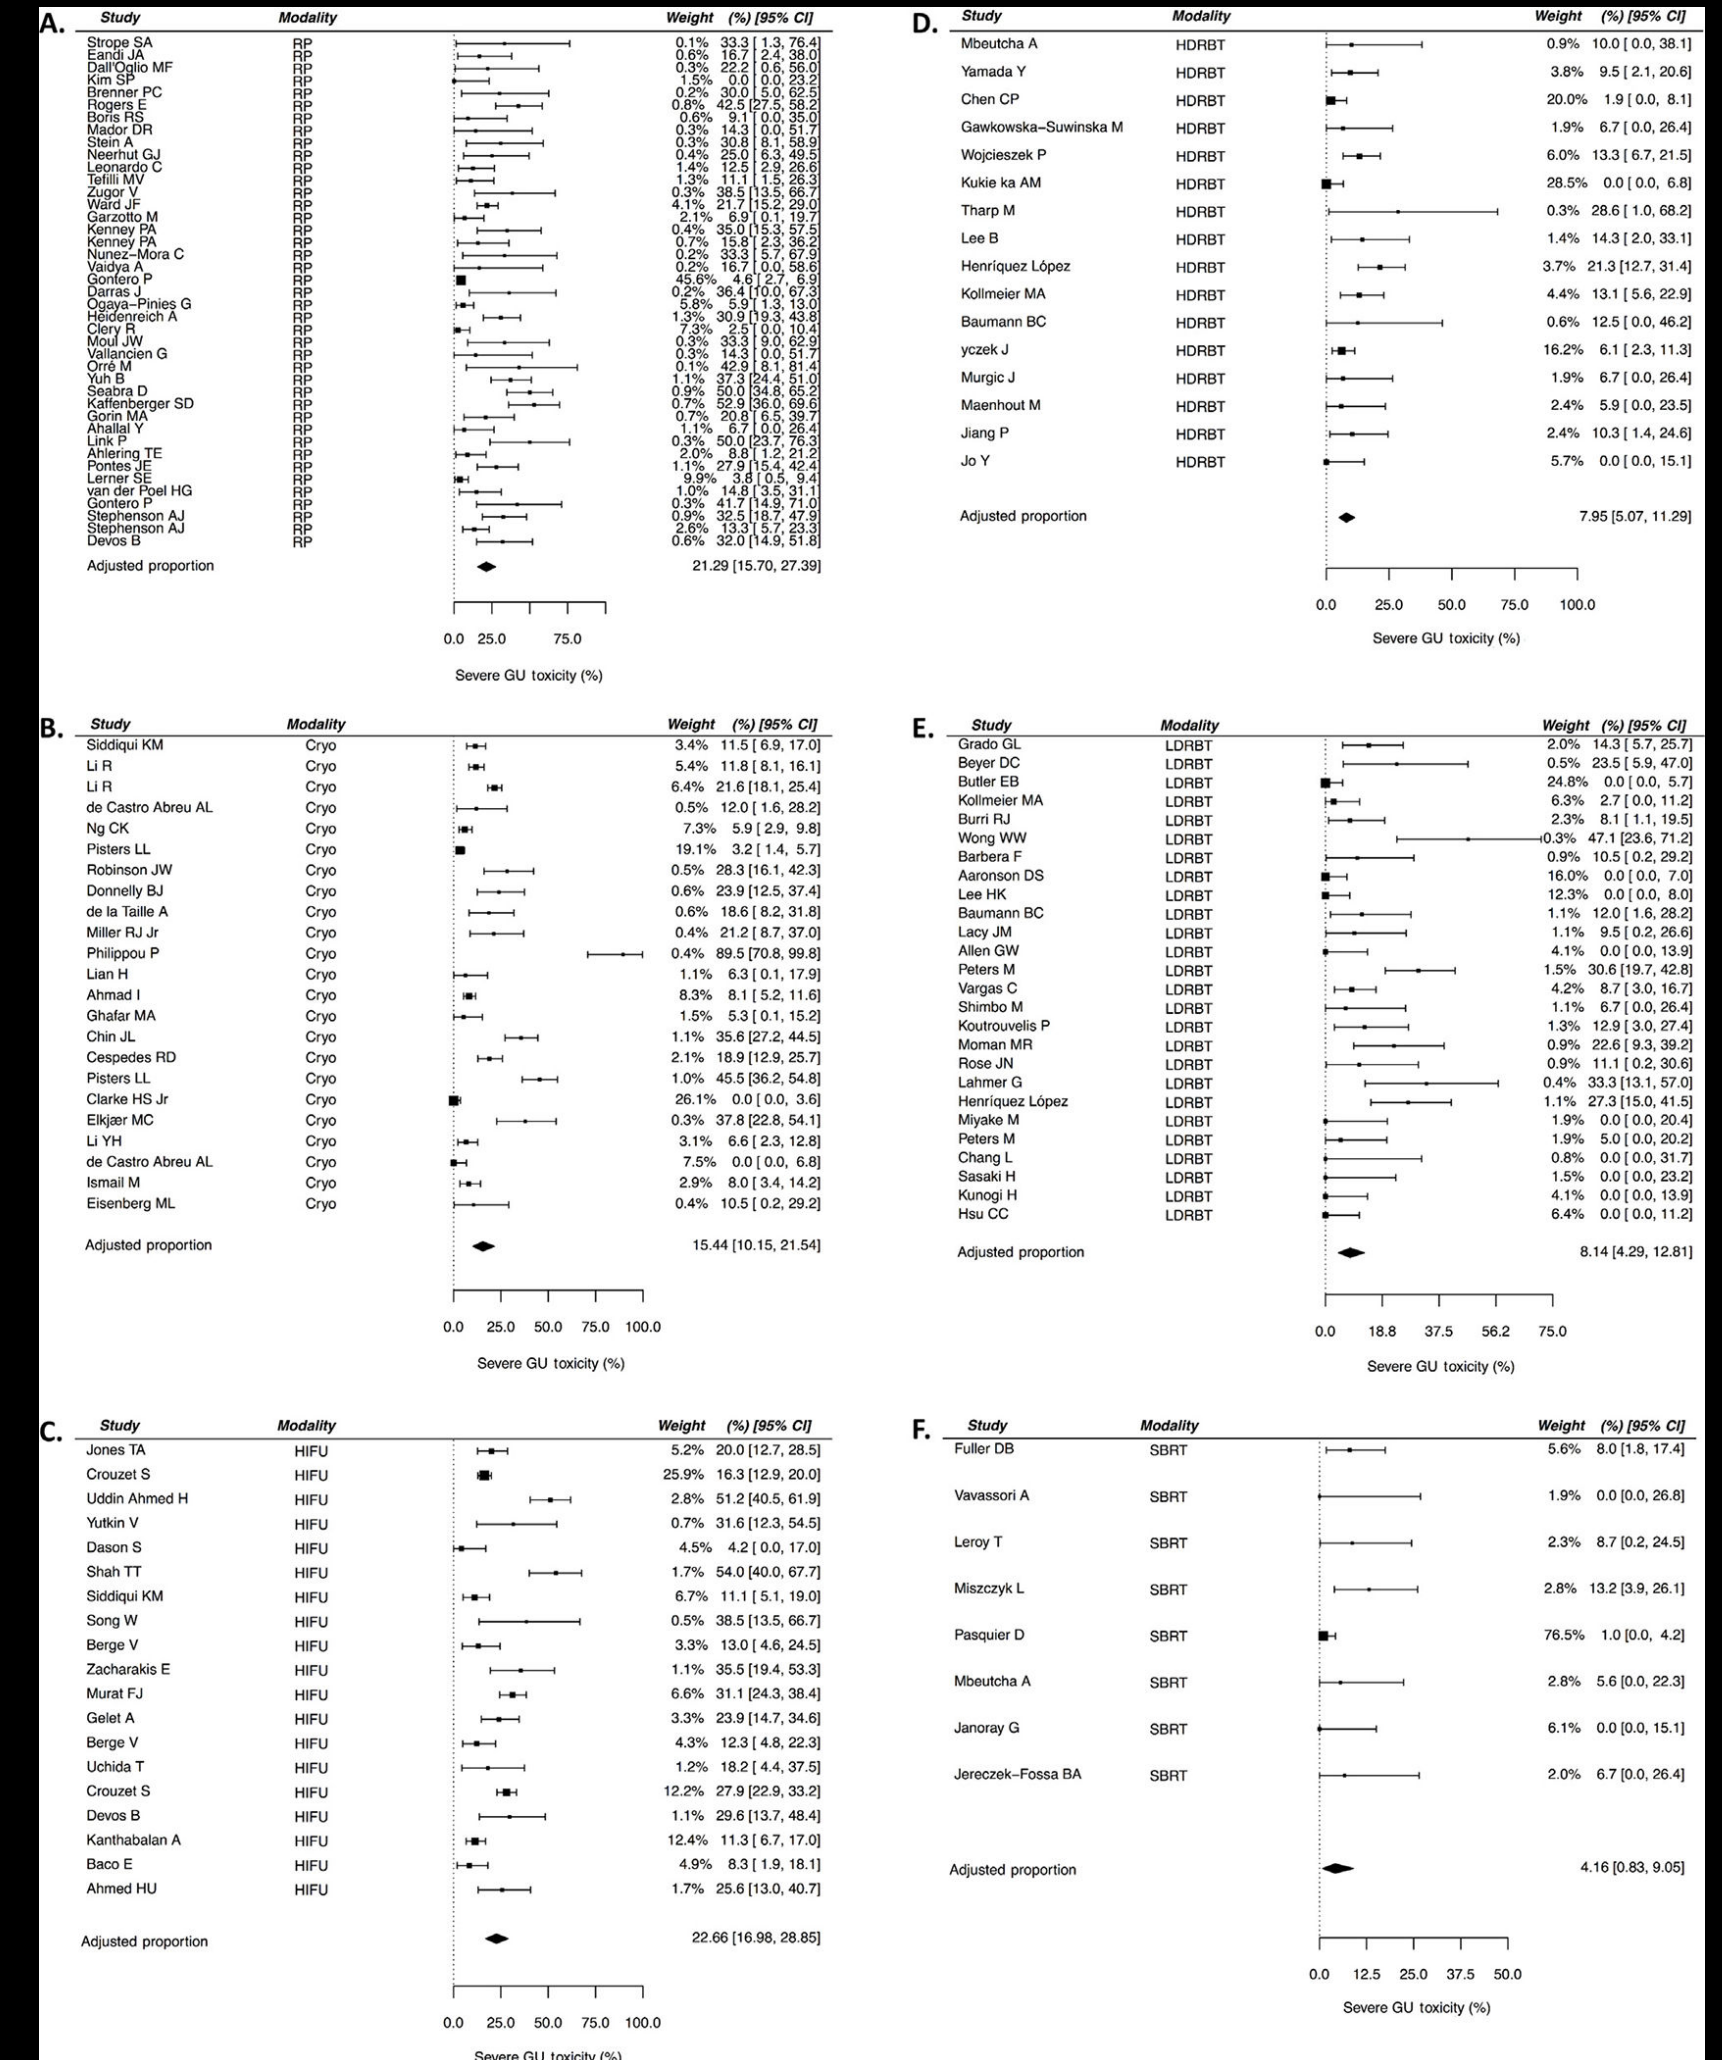 A.
Study Modality Weight (%) [95% CI]
Strope SA RP 0.1% 33.3 [ 1.3, 76.4]
Eandi JA RP 0.6% 16.7 [ 2.4, 38.0]
Dall'Oglio MF RP 0.3% 22.2 [ 0.6, 56.0]
Kim SP RP 1.5% 0.0 [ 0.0, 23.2]
Brenner PC RP 0.2% 30.0 [ 5.0, 62.5]
Rogers E RP 0.8% 42.5 [27.5, 58.2]
Boris RS RP 0.6% 9.1 [ 0.0, 35.0]
Mador DR RP 0.3% 14.3 [ 0.0, 51.7]
Stein A RP 0.3% 30.8 [ 8.1, 58.9]
Neerhut GJ RP 0.4% 25.0 [ 6.3, 49.5]
Leonardo C RP 1.4% 12.5 [ 2.9, 26.6]
Tefilli MV RP 1.3% 11.1 [ 1.5, 26.3]
Zugor V RP 0.3% 38.5 [13.5, 66.7]
Ward JF RP 4.1% 21.7 [15.2, 29.0]
Garzotto M RP 2.1% 6.9 [ 0.1, 19.7]
Kenney PA RP 0.4% 35.0 [15.3, 57.5]
Kenney PA RP 0.7% 15.8 [ 2.3, 36.2]
Nunez−Mora C RP 0.2% 33.3 [ 5.7, 67.9]
Vaidya A RP 0.2% 16.7 [ 0.0, 58.6]
Gontero P RP 45.6% 4.6 [ 2.7, 6.9]
Darras J RP 0.2% 36.4 [10.0, 67.3]
Ogaya−Pinies G RP 5.8% 5.9 [ 1.3, 13.0]
Heidenreich A RP 1.3% 30.9 [19.3, 43.8]
Clery R RP 7.3% 2.5 [ 0.0, 10.4]
Moul JW RP 0.3% 33.3 [ 9.0, 62.9]
Vallancien G RP 0.3% 14.3 [ 0.0, 51.7]
Orré M RP 0.1% 42.9 [ 8.1, 81.4]
Yuh B RP 1.1% 37.3 [24.4, 51.0]
Seabra D RP 0.9% 50.0 [34.8, 65.2]
Kaffenberger SD RP 0.7% 52.9 [36.0, 69.6]
Gorin MA RP 0.7% 20.8 [ 6.5, 39.7]
Ahallal Y RP 1.1% 6.7 [ 0.0, 26.4]
Link P RP 0.3% 50.0 [23.7, 76.3]
Ahlering TE RP 2.0% 8.8 [ 1.2, 21.2]
Pontes JE RP 1.1% 27.9 [15.4, 42.4]
Lerner SE RP 9.9% 3.8 [ 0.5, 9.4]
van der Poel HG RP 1.0% 14.8 [ 3.5, 31.1]
Gontero P RP 0.3% 41.7 [14.9, 71.0]
Stephenson AJ RP 0.9% 32.5 [18.7, 47.9]
Stephenson AJ RP 2.6% 13.3 [ 5.7, 23.3]
Devos B RP 0.6% 32.0 [14.9, 51.8]
Adjusted proportion 21.29 [15.70, 27.39]
0.0 25.0 75.0
Severe GU toxicity (%)
B.
Study Modality Weight (%) [95% CI]
Siddiqui KM Cryo 3.4% 11.5 [ 6.9, 17.0]
Li R Cryo 5.4% 11.8 [ 8.1, 16.1]
Li R Cryo 6.4% 21.6 [18.1, 25.4]
de Castro Abreu AL Cryo 0.5% 12.0 [ 1.6, 28.2]
Ng CK Cryo 7.3% 5.9 [ 2.9, 9.8]
Pisters LL Cryo 19.1% 3.2 [ 1.4, 5.7]
Robinson JW Cryo 0.5% 28.3 [16.1, 42.3]
Donnelly BJ Cryo 0.6% 23.9 [12.5, 37.4]
de la Taille A Cryo 0.6% 18.6 [ 8.2, 31.8]
Miller RJ Jr Cryo 0.4% 21.2 [ 8.7, 37.0]
Philippou P Cryo 0.4% 89.5 [70.8, 99.8]
Lian H Cryo 1.1% 6.3 [ 0.1, 17.9]
Ahmad I Cryo 8.3% 8.1 [ 5.2, 11.6]
Ghafar MA Cryo 1.5% 5.3 [ 0.1, 15.2]
Chin JL Cryo 1.1% 35.6 [27.2, 44.5]
Cespedes RD Cryo 2.1% 18.9 [12.9, 25.7]
Pisters LL Cryo 1.0% 45.5 [36.2, 54.8]
Clarke HS Jr Cryo 26.1% 0.0 [ 0.0, 3.6]
Elkjær MC Cryo 0.3% 37.8 [22.8, 54.1]
Li YH Cryo 3.1% 6.6 [ 2.3, 12.8]
de Castro Abreu AL Cryo 7.5% 0.0 [ 0.0, 6.8]
Ismail M Cryo 2.9% 8.0 [ 3.4, 14.2]
Eisenberg ML Cryo 0.4% 10.5 [ 0.2, 29.2]
Adjusted proportion 15.44 [10.15, 21.54]
0.0 25.0 50.0 75.0 100.0
Severe GU toxicity (%)
C.
Study Modality Weight (%) [95% CI]
Jones TA HIFU 5.2% 20.0 [12.7, 28.5]
Crouzet S HIFU 25.9% 16.3 [12.9, 20.0]
Uddin Ahmed H HIFU 2.8% 51.2 [40.5, 61.9]
Yutkin V HIFU 0.7% 31.6 [12.3, 54.5]
Dason S HIFU 4.5% 4.2 [ 0.0, 17.0]
Shah TT HIFU 1.7% 54.0 [40.0, 67.7]
Siddiqui KM HIFU 6.7% 11.1 [ 5.1, 19.0]
Song W HIFU 0.5% 38.5 [13.5, 66.7]
Berge V HIFU 3.3% 13.0 [ 4.6, 24.5]
Zacharakis E HIFU 1.1% 35.5 [19.4, 53.3]
Murat FJ HIFU 6.6% 31.1 [24.3, 38.4]
Gelet A HIFU 3.3% 23.9 [14.7, 34.6]
Berge V HIFU 4.3% 12.3 [ 4.8, 22.3]
Uchida T HIFU 1.2% 18.2 [ 4.4, 37.5]
Crouzet S HIFU 12.2% 27.9 [22.9, 33.2]
Devos B HIFU 1.1% 29.6 [13.7, 48.4]
Kanthabalan A HIFU 12.4% 11.3 [ 6.7, 17.0]
Baco E HIFU 4.9% 8.3 [ 1.9, 18.1]
Ahmed HU HIFU 1.7% 25.6 [13.0, 40.7]
Adjusted proportion 22.66 [16.98, 28.85]
0.0 25.0 50.0 75.0 100.0
Severe GU toxicity (%)
D.
Study Modality Weight (%) [95% CI]
Mbeutcha A HDRBT 0.9% 10.0 [ 0.0, 38.1]
Yamada Y HDRBT 3.8% 9.5 [ 2.1, 20.6]
Chen CP HDRBT 20.0% 1.9 [ 0.0, 8.1]
Gawkowska−Suwinska M HDRBT 1.9% 6.7 [ 0.0, 26.4]
Wojcieszek P HDRBT 6.0% 13.3 [ 6.7, 21.5]
Kukie ka AM HDRBT 28.5% 0.0 [ 0.0, 6.8]
Tharp M HDRBT 0.3% 28.6 [ 1.0, 68.2]
Lee B HDRBT 1.4% 14.3 [ 2.0, 33.1]
Henríquez López HDRBT 3.7% 21.3 [12.7, 31.4]
Kollmeier MA HDRBT 4.4% 13.1 [ 5.6, 22.9]
Baumann BC HDRBT 0.6% 12.5 [ 0.0, 46.2]
yczek J HDRBT 16.2% 6.1 [ 2.3, 11.3]
Murgic J HDRBT 1.9% 6.7 [ 0.0, 26.4]
Maenhout M HDRBT 2.4% 5.9 [ 0.0, 23.5]
Jiang P HDRBT 2.4% 10.3 [ 1.4, 24.6]
Jo Y HDRBT 5.7% 0.0 [ 0.0, 15.1]
Adjusted proportion 7.95 [5.07, 11.29]
0.0 25.0 50.0 75.0 100.0
Severe GU toxicity (%)
E.
Study Modality Weight (%) [95% CI]
Grado GL LDRBT 2.0% 14.3 [ 5.7, 25.7]
Beyer DC LDRBT 0.5% 23.5 [ 5.9, 47.0]
Butler EB LDRBT 24.8% 0.0 [ 0.0, 5.7]
Kollmeier MA LDRBT 6.3% 2.7 [ 0.0, 11.2]
Burri RJ LDRBT 2.3% 8.1 [ 1.1, 19.5]
Wong WW LDRBT 0.3% 47.1 [23.6, 71.2]
Barbera F LDRBT 0.9% 10.5 [ 0.2, 29.2]
Aaronson DS LDRBT 16.0% 0.0 [ 0.0, 7.0]
Lee HK LDRBT 12.3% 0.0 [ 0.0, 8.0]
Baumann BC LDRBT 1.1% 12.0 [ 1.6, 28.2]
Lacy JM LDRBT 1.1% 9.5 [ 0.2, 26.6]
Allen GW LDRBT 4.1% 0.0 [ 0.0, 13.9]
Peters M LDRBT 1.5% 30.6 [19.7, 42.8]
Vargas C LDRBT 4.2% 8.7 [ 3.0, 16.7]
Shimbo M LDRBT 1.1% 6.7 [ 0.0, 26.4]
Koutrouvelis P LDRBT 1.3% 12.9 [ 3.0, 27.4]
Moman MR LDRBT 0.9% 22.6 [ 9.3, 39.2]
Rose JN LDRBT 0.9% 11.1 [ 0.2, 30.6]
Lahmer G LDRBT 0.4% 33.3 [13.1, 57.0]
Henríquez López LDRBT 1.1% 27.3 [15.0, 41.5]
Miyake M LDRBT 1.9% 0.0 [ 0.0, 20.4]
Peters M LDRBT 1.9% 5.0 [ 0.0, 20.2]
Chang L LDRBT 0.8% 0.0 [ 0.0, 31.7]
Sasaki H LDRBT 1.5% 0.0 [ 0.0, 23.2]
Kunogi H LDRBT 4.1% 0.0 [ 0.0, 13.9]
Hsu CC LDRBT 6.4% 0.0 [ 0.0, 11.2]
Adjusted proportion 8.14 [4.29, 12.81]
0.0 18.8 37.5 56.2 75.0
Severe GU toxicity (%)
F.
Study Modality Weight (%) [95% CI]
Fuller DB SBRT 5.6% 8.0 [1.8, 17.4]
Vavassori A SBRT 1.9% 0.0 [0.0, 26.8]
Leroy T SBRT 2.3% 8.7 [0.2, 24.5]
Miszczyk L SBRT 2.8% 13.2 [3.9, 26.1]
Pasquier D SBRT 76.5% 1.0 [0.0, 4.2]
Mbeutcha A SBRT 2.8% 5.6 [0.0, 22.3]
Janoray G SBRT 6.1% 0.0 [0.0, 15.1]
Jereczek−Fossa BA SBRT 2.0% 6.7 [0.0, 26.4]
Adjusted proportion 4.16 [0.83, 9.05]
0.0 12.5 25.0 37.5 50.0
Severe GU toxicity (%)